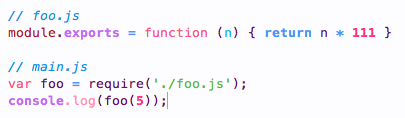 // foo.js
module.exports = function (n) { return n * 111 }
// main.js
var foo = require('./foo.js');
console.log(foo(5));